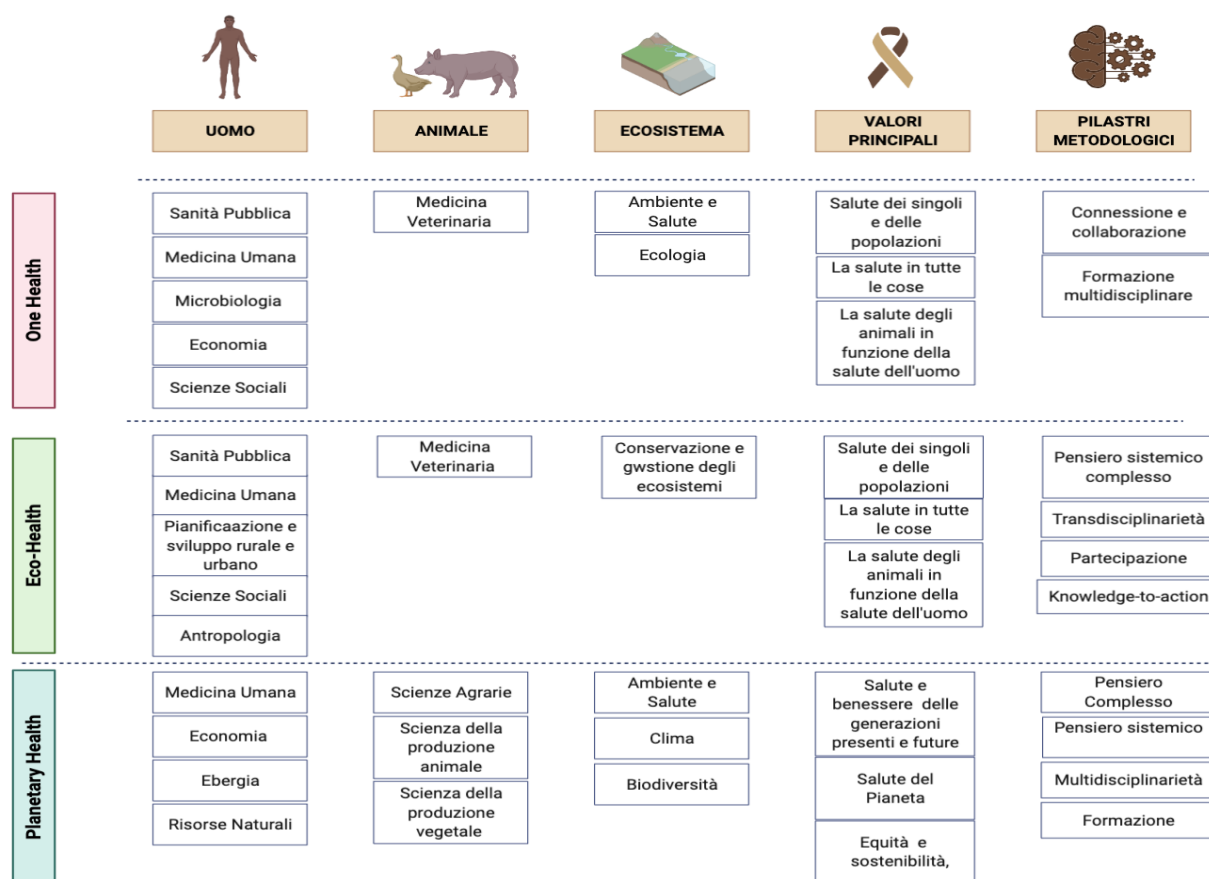 UOMO
ANIMALE
ECOSISTEMA
VALORI
PRINCIPALI
PILASTRI
METODOLOGICI
One Health
Sanità Pubblica
Medicina Umana
Microbiologia
Economia
Scienze Sociali
Medicina
Veterinaria
Ambiente e
Salute
Ecologia
Salute dei singoli
e delle
popolazioni
La salute in tutte
le cose
La salute degli
animali in
funzione della
salute dell'uomo
Connessione e
collaborazione
Formazione
multidisciplinare
Eco-Health
Sanità Pubblica
Medicina Umana
Pianificaazione e
sviluppo rurale e
urbano
Scienze Sociali
Antropologia
Medicina
Veterinaria
Conservazione e
gwstione degli
ecosistemi
Salute dei singoli
e delle
popolazioni
La salute in tutte
le cose
La salute degli
animali in
funzione della
salute dell'uomo
Pensiero sistemico
complesso
Transdisciplinarietà
Partecipazione
Knowledge-to-action
Planetary Health
Medicina Umana
Economia
Ebergia
Risorse Naturali
Scienze Agrarie
Scienza della
produzione
animale
Scienza della
produzione
vegetale
Ambiente e
Salute
Clima
Biodiversità
Salute e
benessere delle
generazioni
presenti e future
Salute del
Pianeta
Equità e
sostenibilità,
Pensiero
Complesso
Pensiero sistemico
Multidisciplinarietà
Formazione